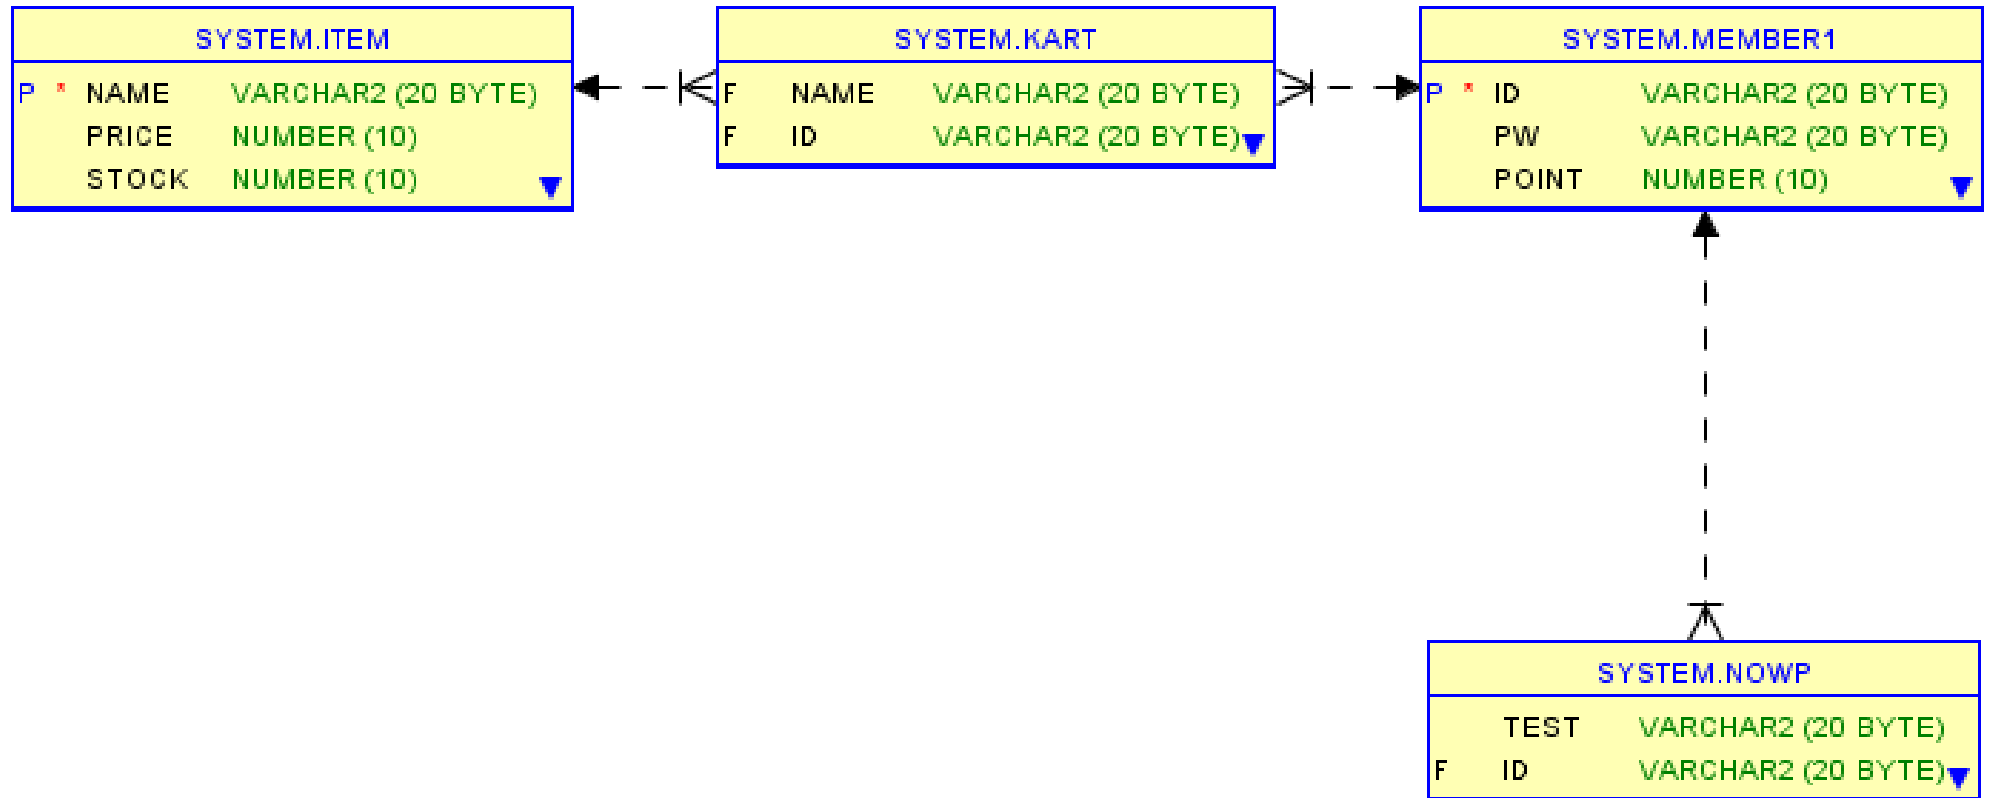 SYSTEM.ITEM
P * NAME VARCHAR2 (20 BYTE)
PRICE NUMBER (10)
STOCK NUMBER (10)
SYSTEM.KART
F NAME VARCHAR2 (20 BYTE)
F ID VARCHAR2 (20 BYTE)
SYSTEM.MEMBER1
P * ID VARCHAR2 (20 BYTE)
PW VARCHAR2 (20 BYTE)
POINT NUMBER (10)
SYSTEM.NOWP
TEST VARCHAR2 (20 BYTE)
F ID VARCHAR2 (20 BYTE)